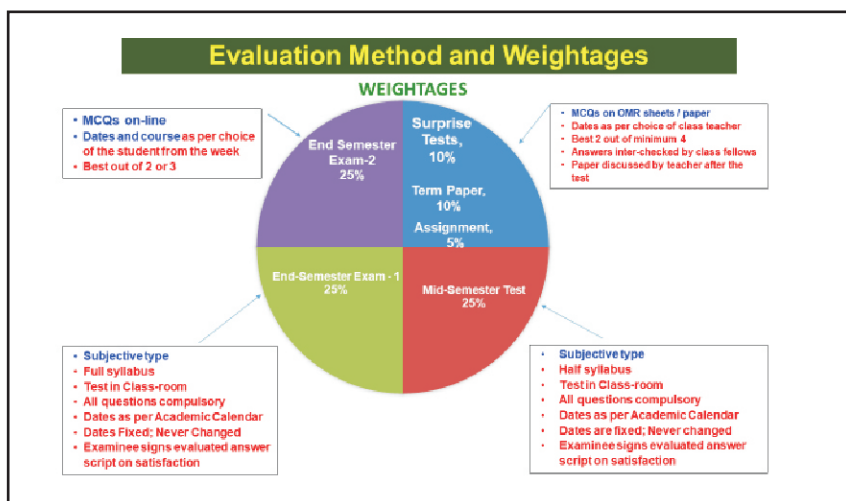 Evaluation Method and Weightages
WEIGHTAGES
• MCQs on-line
• Dates and course as per choice
of the student from the week
• Best out of 2 or 3
End Semester
Exam-2
25%
Surprise
Tests,
10%
Term Paper,
10%
Assignment,
5%
• MCQs on OMR sheets / paper
• Dates as per choice of class teacher
• Best 2 out of minimum 4
• Answers inter-checked by class fellows
• Paper discussed by teacher after the
test
End-Semester Exam - 1
25%
Mid-Semester Test
25%
• Subjective type
• Full syllabus
• Test in Class-room
• All questions compulsory
• Dates as per Academic Calendar
• Dates Fixed; Never Changed
• Examinee signs evaluated answer
script on satisfaction
• Subjective type
• Half syllabus
• Test in Class-room
• All questions compulsory
• Dates as per Academic Calendar
• Dates are fixed; Never Changed
• Examinee signs evaluated answer
script on satisfaction